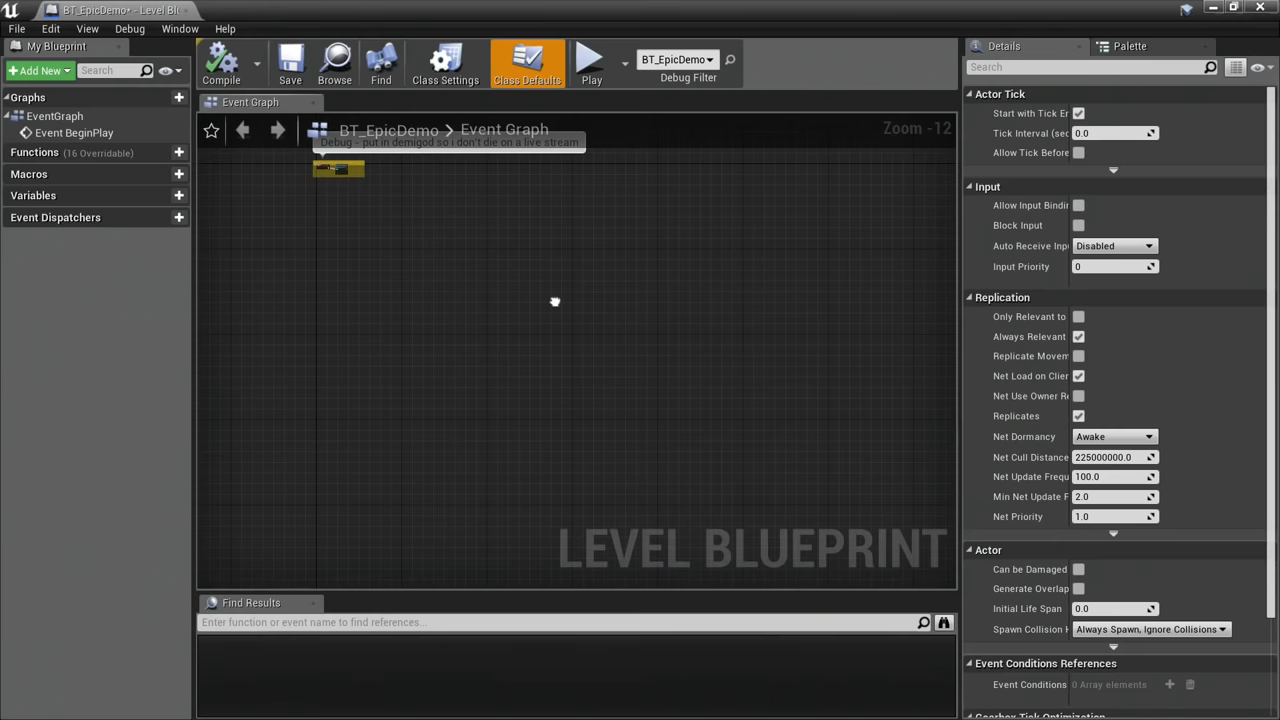 BT_EpicDemo* - Level Bl
File Edit View Debug Window Help
My Blueprint
Add New Search
Graphs
EventGraph
Event BeginPlay
Functions (16 Overridable)
Macros
Variables
Event Dispatchers
Compile Save Browse Find Class Settings Class Defaults Play
BT_EpicDemo
Debug Filter
Event Graph
BT_EpicDemo > Event Graph
Zoom -12
Debug - put in demigod so i don't die on a live stream
LEVEL BLUEPRINT
Find Results
Enter function or event name to find references...
Details Palette
Search
Actor Tick
Start with Tick E
Tick Interval (sec 0.0
Allow Tick Before
Input
Allow Input Bindin
Block Input
Auto Receive Inpu Disabled
Input Priority 0
Replication
Only Relevant to
Always Relevant
Replicate Movem
Net Load on Clien
Net Use Owner Re
Replicates
Net Dormancy Awake
Net Cull Distance 225000000.0
Net Update Frequ 100.0
Min Net Update F 2.0
Net Priority 1.0
Actor
Can be Damaged
Generate Overlap
Initial Life Span 0.0
Spawn Collision H Always Spawn, Ignore Collisions
Event Conditions References
Event Conditions 0 Array elements
Gearbox Tick Optimization